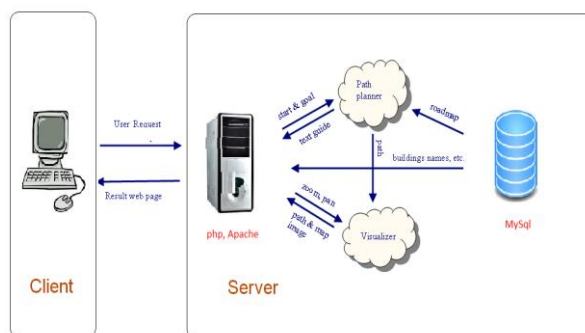 User Request
Result web page
Client
php, Apache
start & goal
text guide
Path
planner
roadmap
path
buildings names, etc.
zoom, pan
path & map
image
Visualizer
MySql
Server